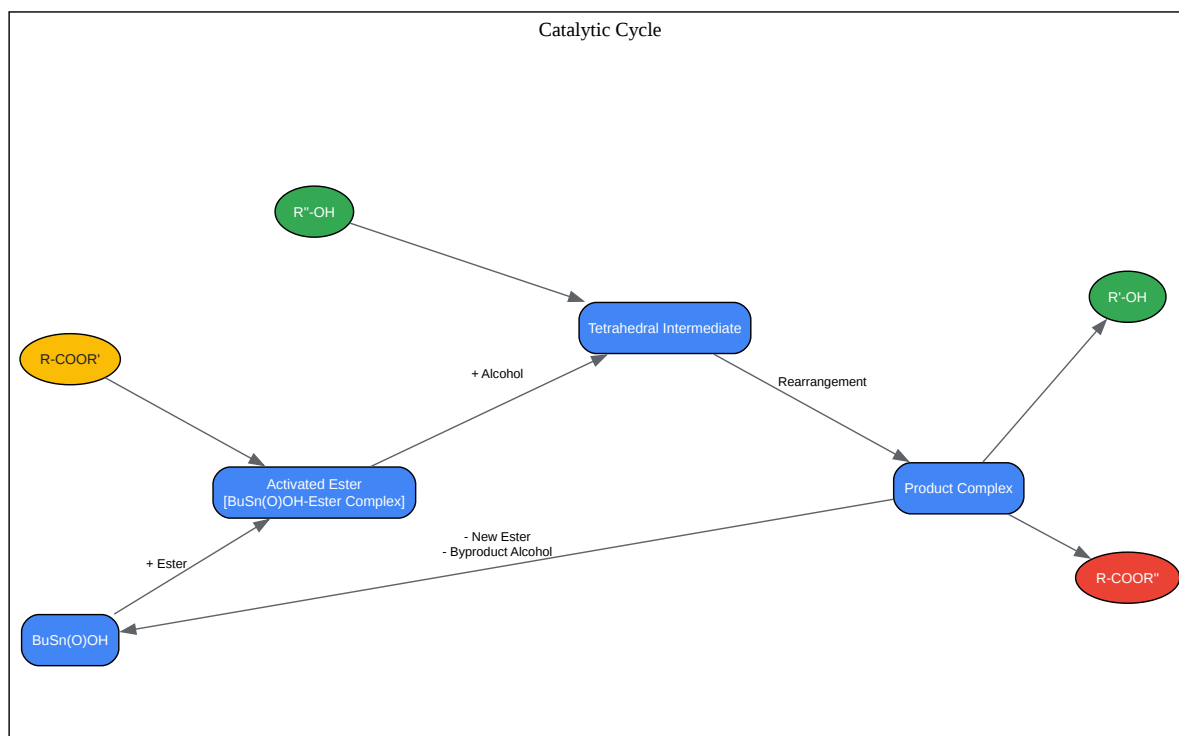 Catalytic Cycle
R"-OH
R'-OH
Tetrahedral Intermediate
R-COOR'
+ Alcohol
Rearrangement
Activated Ester
[BuSn(O)OH-Ester Complex]
Product Complex
- New Ester
- Byproduct Alcohol
+ Ester
R-COOR"
BuSn(O)OH